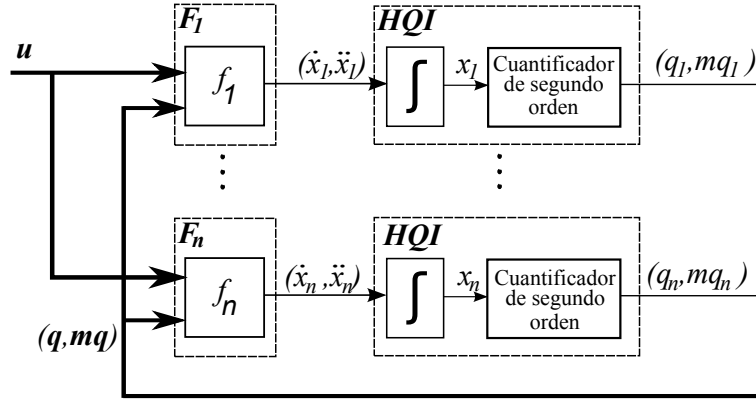 F₁
HQI
u
f₁
(ẋ₁,ẍ₁)
∫
x₁
Cuantificador
de segundo
orden
(q₁,mq₁)
Fₙ
HQI
fₙ
(ẋₙ,ẍₙ)
∫
xₙ
Cuantificador
de segundo
orden
(qₙ,mqₙ)
(q,mq)